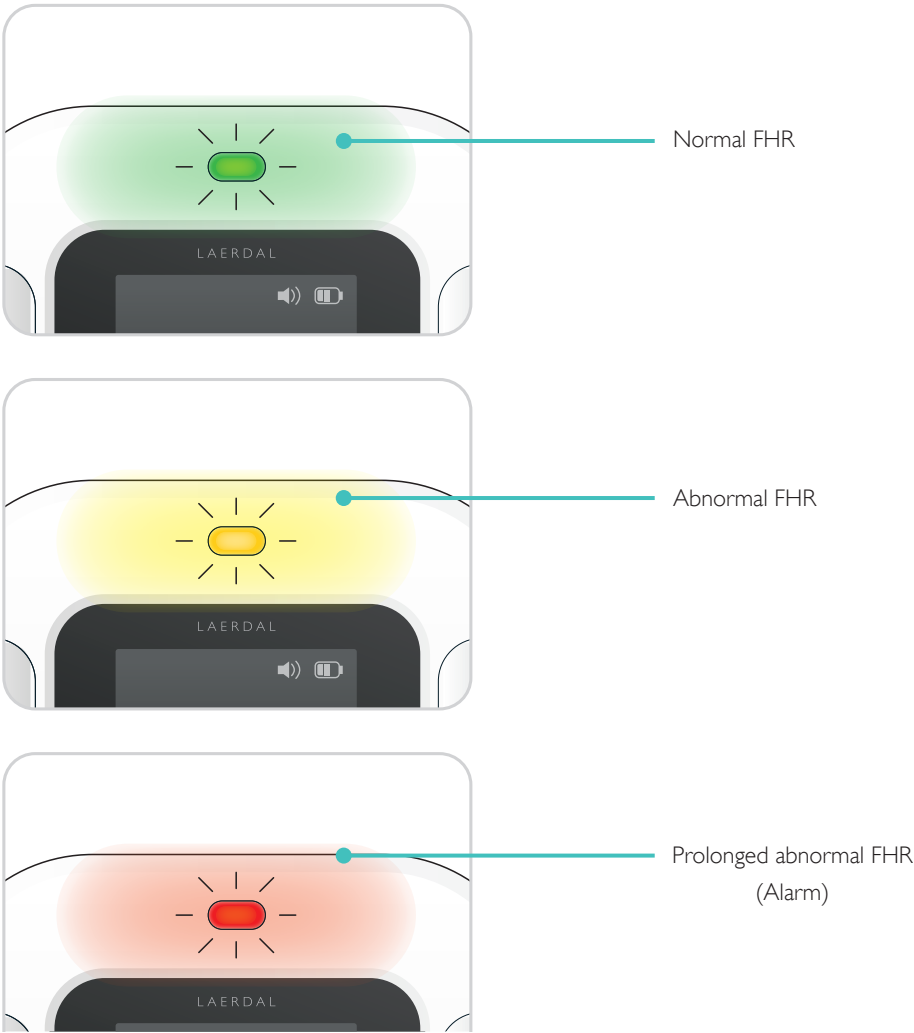 Normal FHR
LAERDAL
Abnormal FHR
LAERDAL
Prolonged abnormal FHR
(Alarm)
LAERDAL